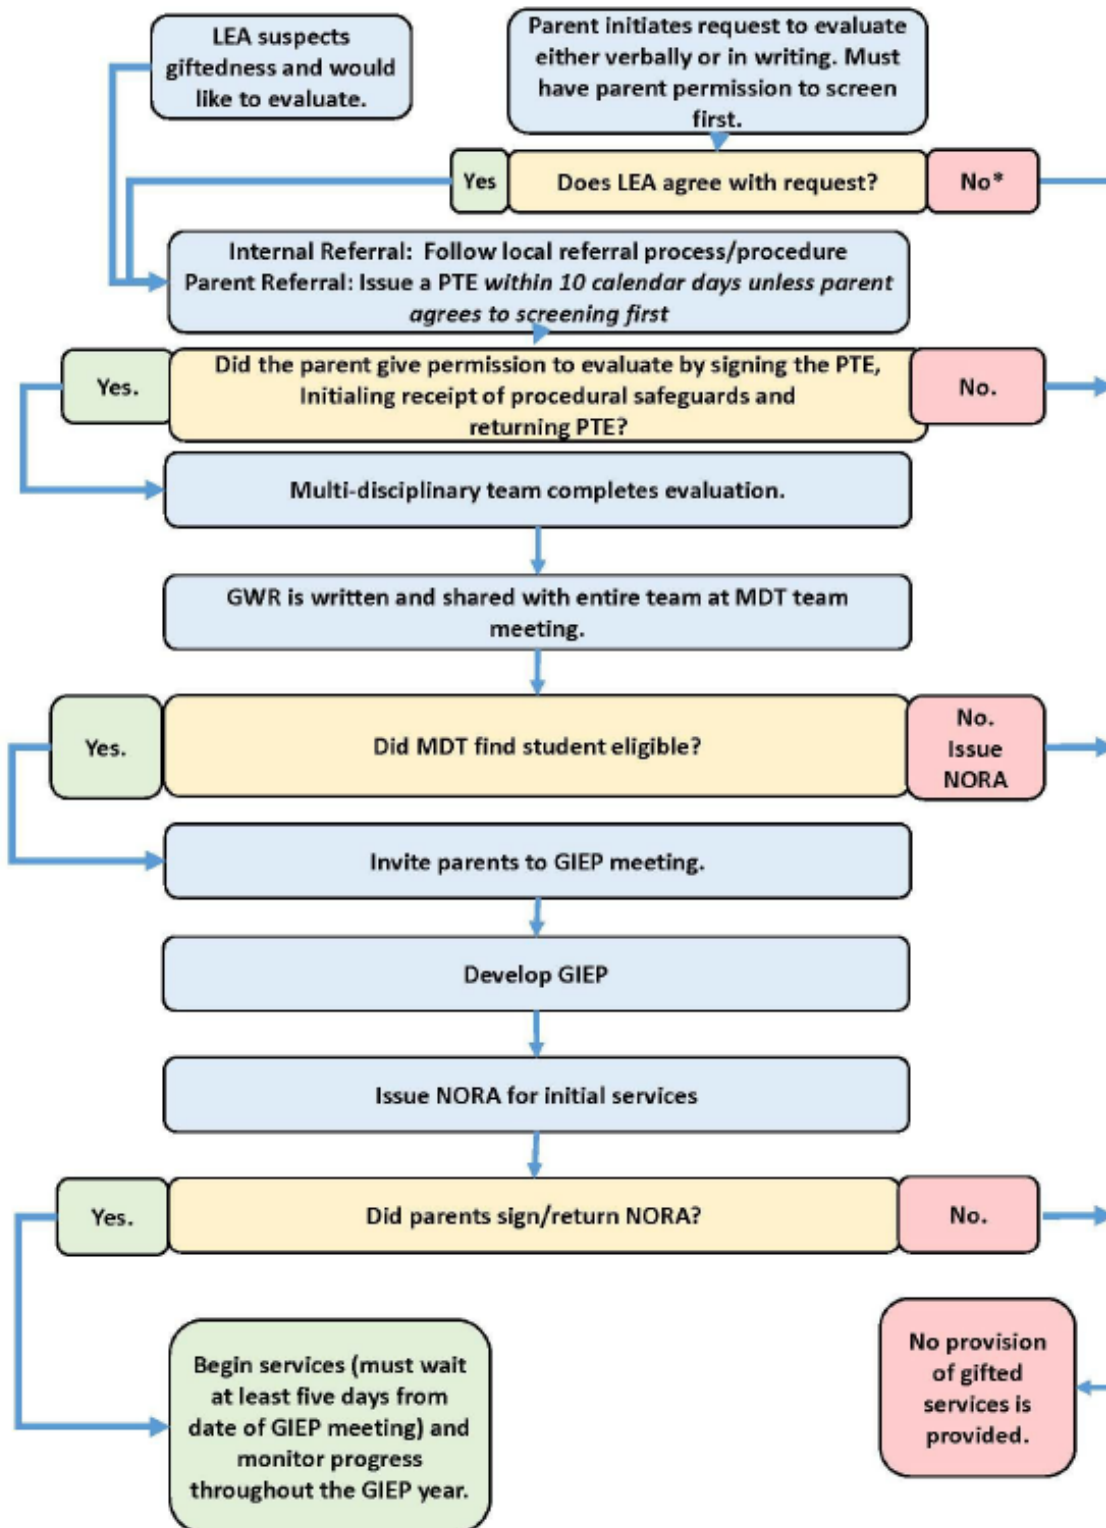 LEA suspects
giftedness and would
like to evaluate.
Parent initiates request to evaluate
either verbally or in writing. Must
have parent permission to screen
first.
Yes
Does LEA agree with request?
No*
Internal Referral: Follow local referral process/procedure
Parent Referral: Issue a PTE within 10 calendar days unless parent
agrees to screening first
Yes.
Did the parent give permission to evaluate by signing the PTE,
Initialing receipt of procedural safeguards and
returning PTE?
No.
Multi-disciplinary team completes evaluation.
GWR is written and shared with entire team at MDT team
meeting.
Yes.
Did MDT find student eligible?
No.
Issue
NORA
Invite parents to GIEP meeting.
Develop GIEP
Issue NORA for initial services
Yes.
Did parents sign/return NORA?
No.
Begin services (must wait
at least five days from
date of GIEP meeting) and
monitor progress
throughout the GIEP year.
No provision
of gifted
services is
provided.